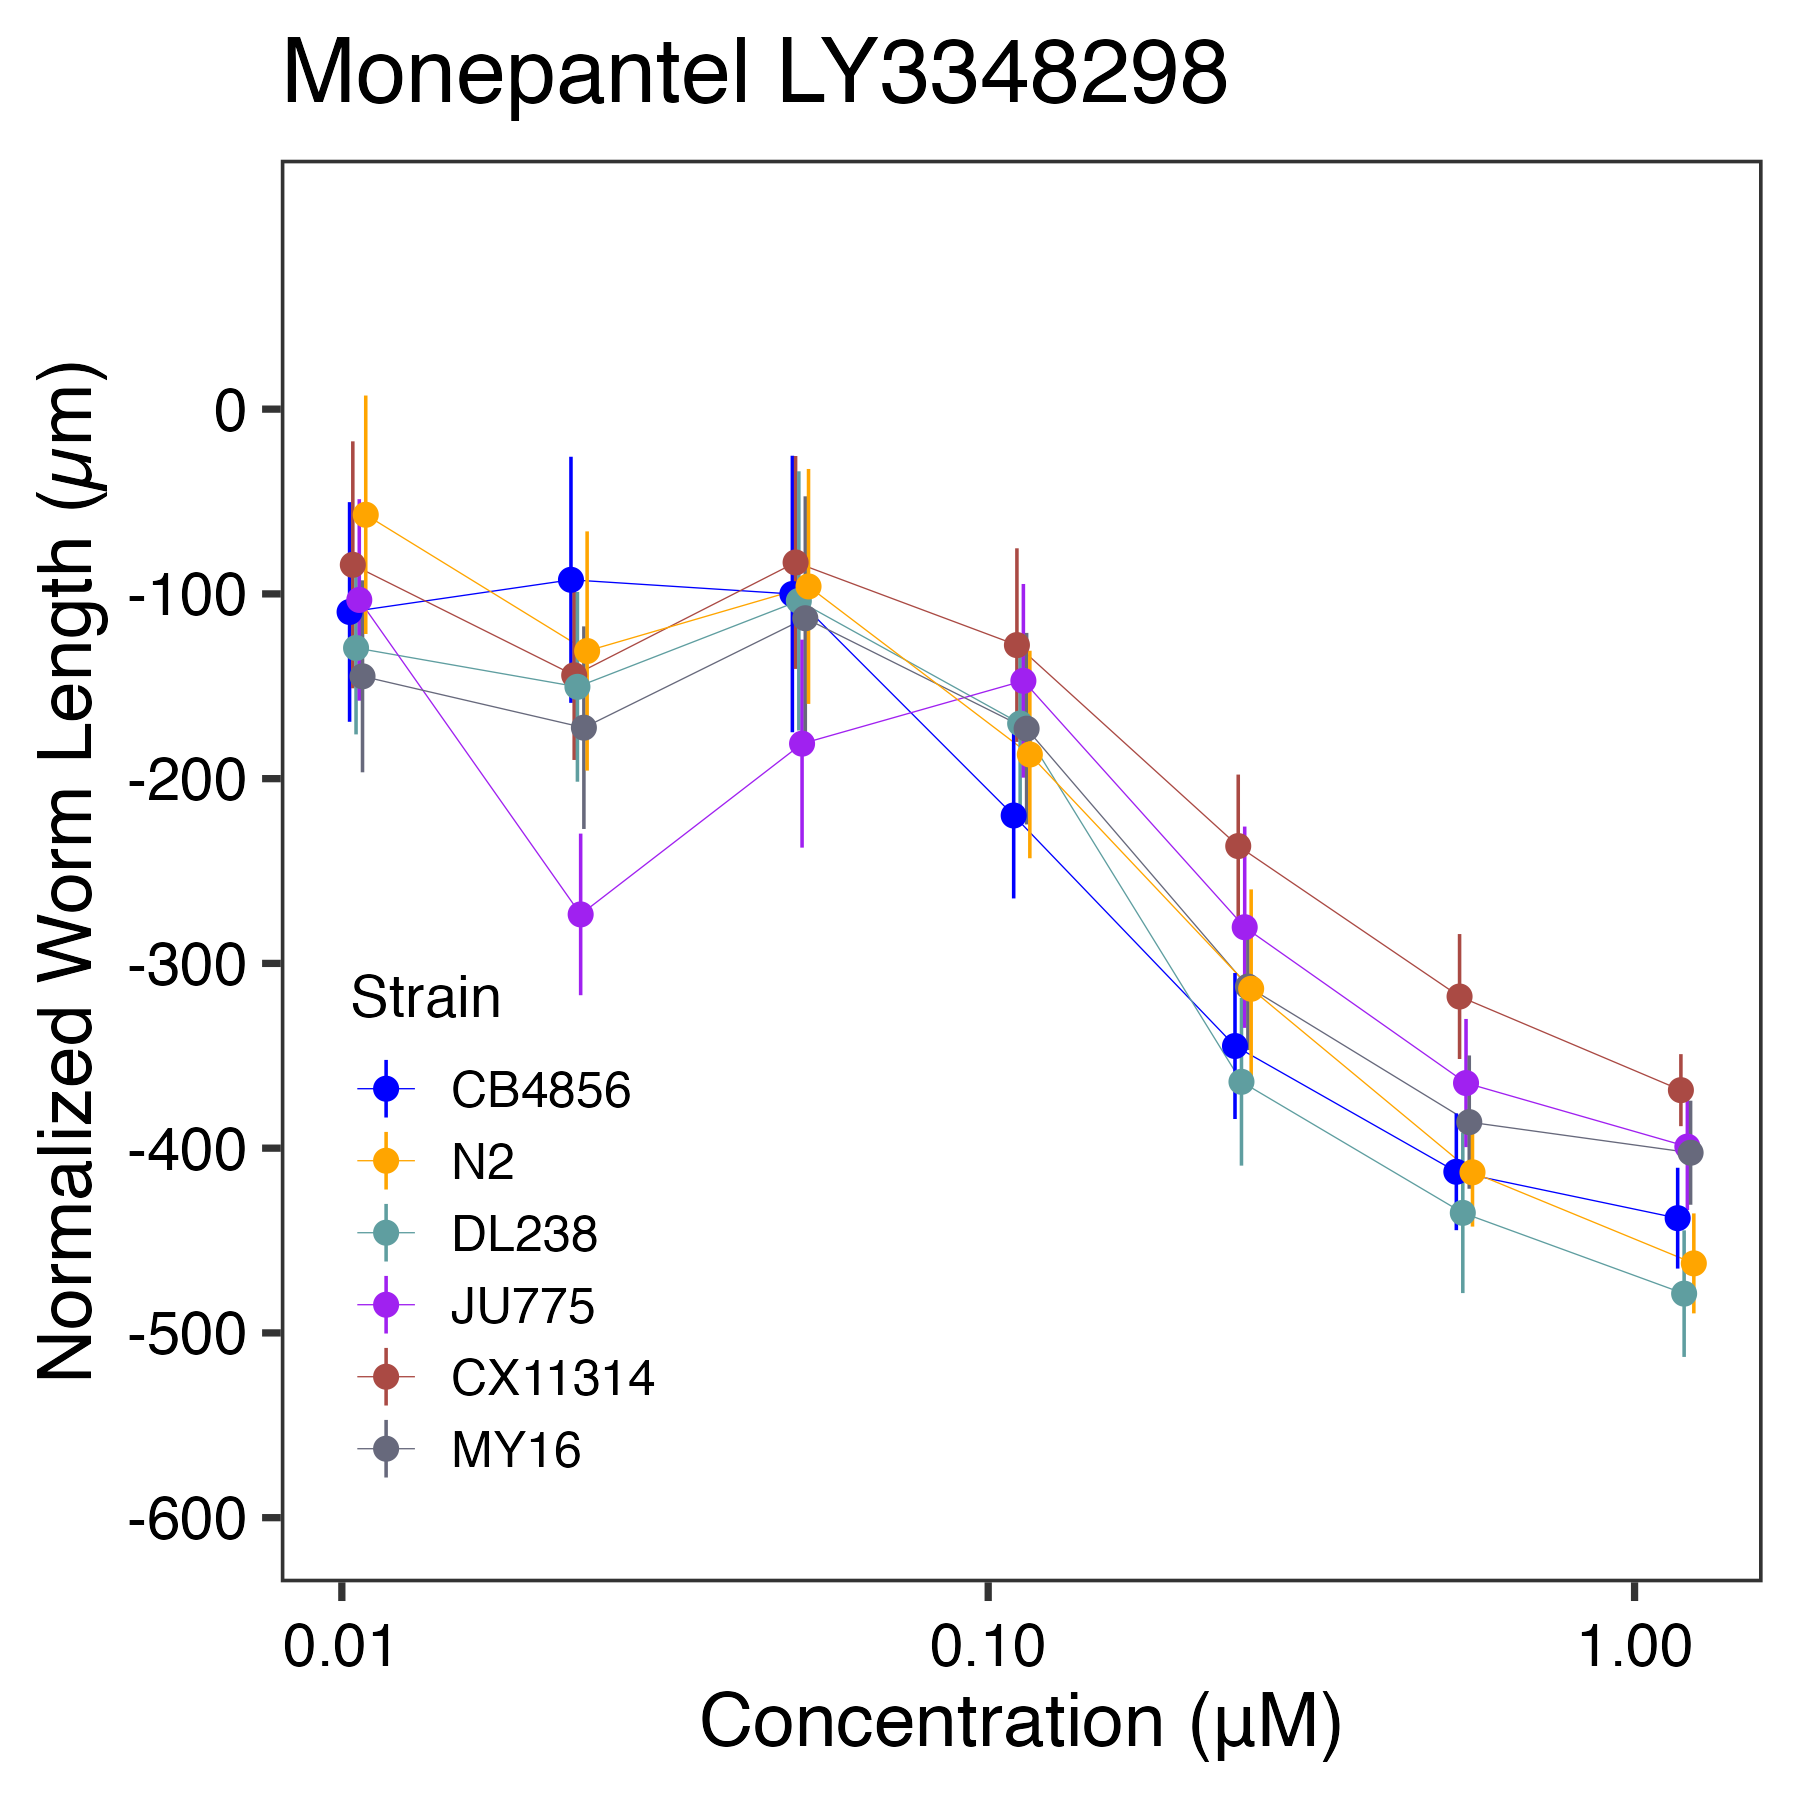 Monepantel LY3348298
Normalized Worm Length (µm)
0
-100
-200
-300
-400
-500
-600
Strain
CB4856
N2
DL238
JU775
CX11314
MY16
0.01 0.10 1.00
Concentration (µM)